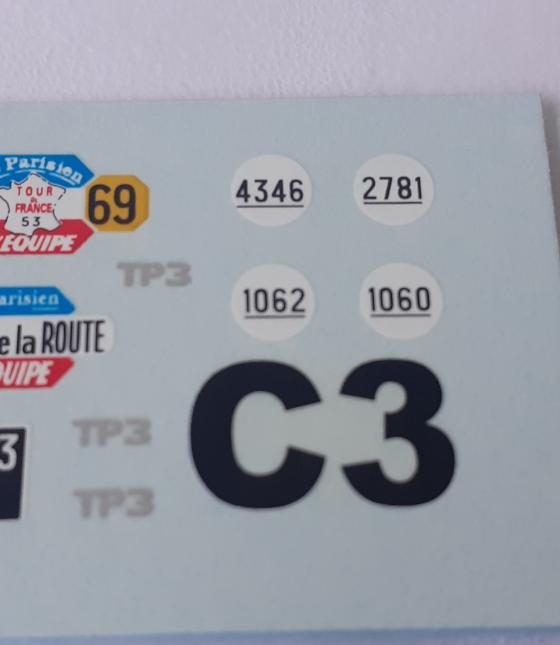 Parisien
TOUR
de
FRANCE
53
L'EQUIPE
69
4346
2781
TP3
1062
1060
arisien
e la ROUTE
QUIPE
C3
3
TP3
TP3